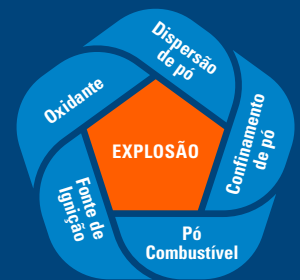 Dispersão
de pó
Oxidante
Confinamento
de pó
EXPLOSÃO
Fonte de
Ignição
Pó
Combustível